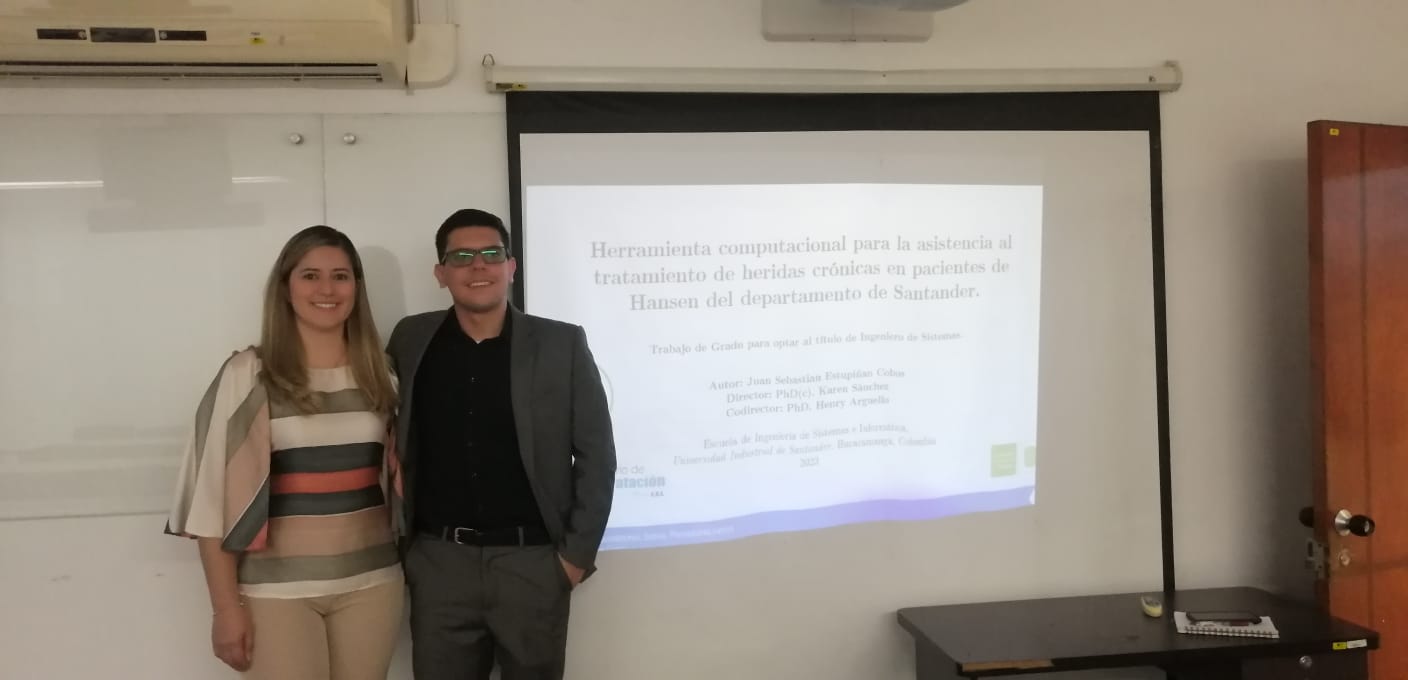 Herramienta computacional para la asistencia al
tratamiento de heridas crónicas en pacientes de
Hansen del departamento de Santander.
Trabajo de Grado para optar al título de Ingeniero de Sistemas.
Autor: Juan Sebastian Estupiñan Cobos
Director: PhD(c). Karen Sánchez
Codirector: PhD. Henry Arguello
Escuela de Ingeniería de Sistemas e Informática,
Universidad Industrial de Santander, Bucaramanga, Colombia
2023